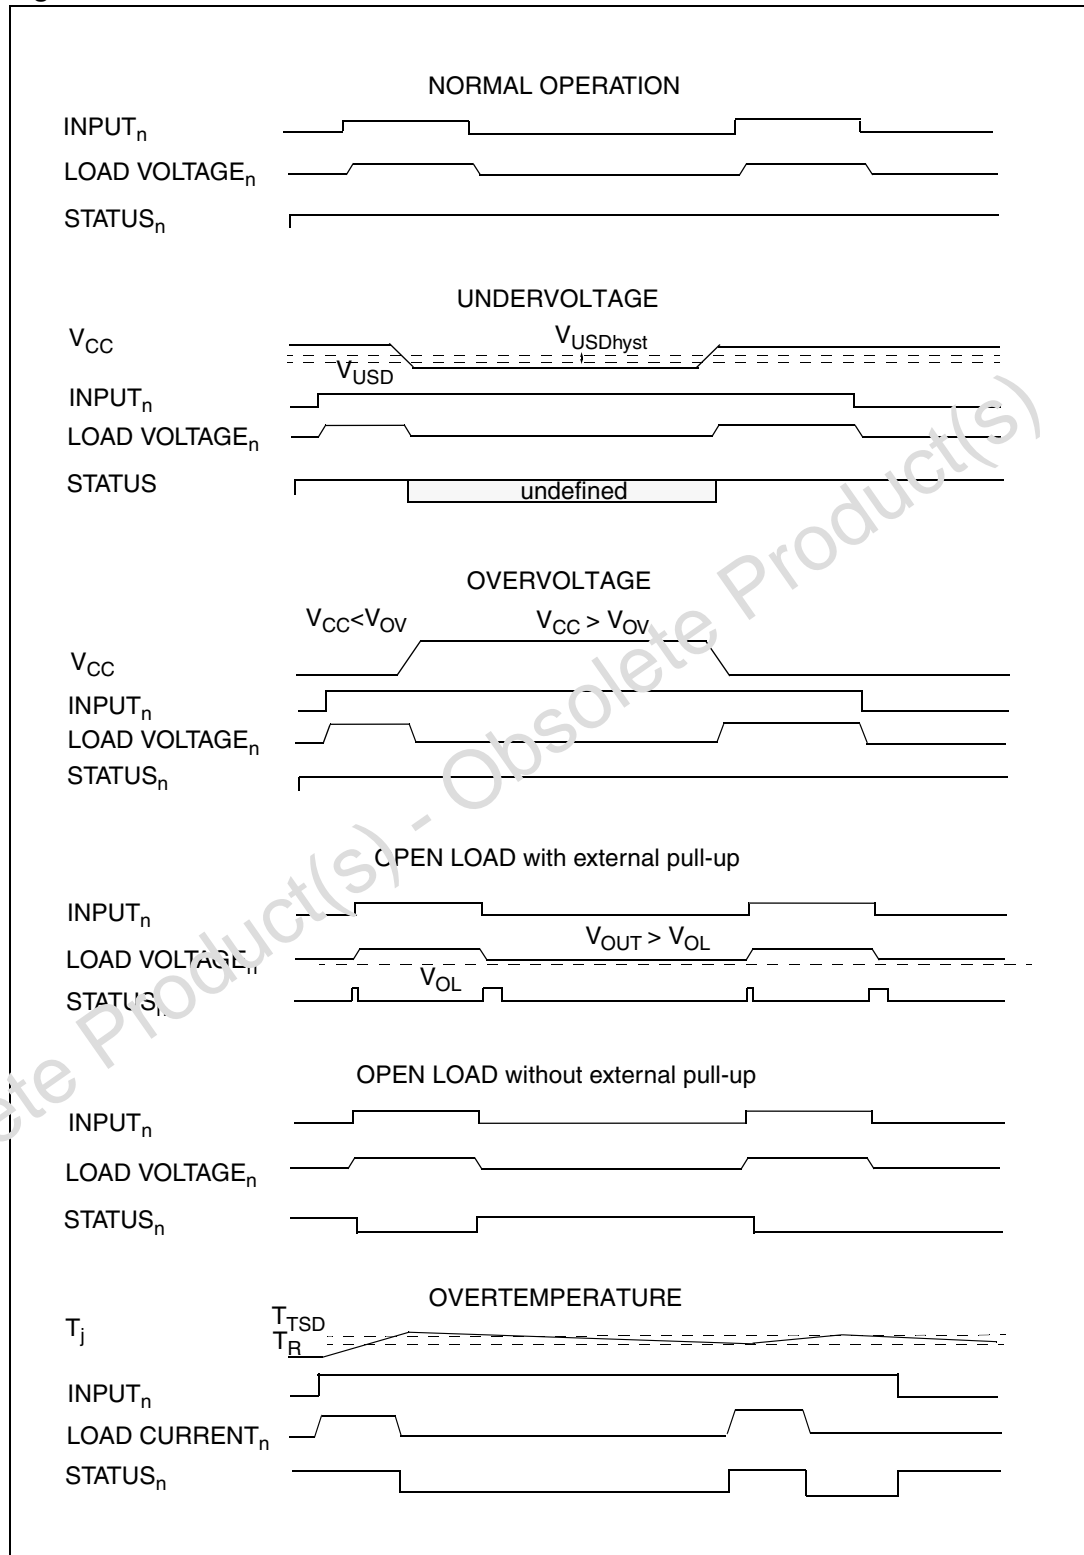 NORMAL OPERATION
INPUTn
LOAD VOLTAGEn
STATUSn
UNDERVOLTAGE
VCC
VUSDhyst
VUSD
INPUTn
LOAD VOLTAGEn
STATUS
undefined
OVERVOLTAGE
VCC<VOV
VCC > VOV
VCC
INPUTn
LOAD VOLTAGEn
STATUSn
OPEN LOAD with external pull-up
INPUTn
VOUT > VOL
LOAD VOLTAGEn
VOL
STATUSn
OPEN LOAD without external pull-up
INPUTn
LOAD VOLTAGEn
STATUSn
OVERTEMPERATURE
Tj
TTSD
TR
INPUTn
LOAD CURRENTn
STATUSn
ete Product(s) - Obsolete Product(s)